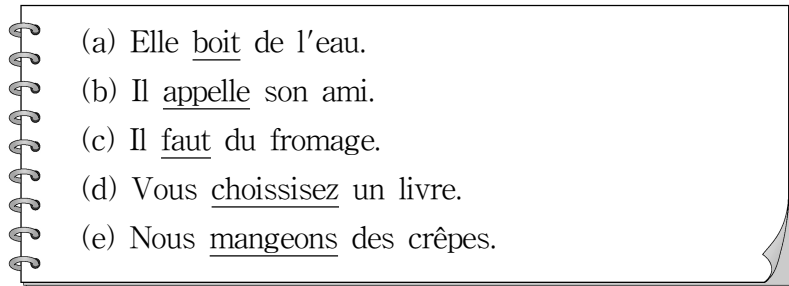 (a) Elle boit de l'eau.
(b) Il appelle son ami.
(c) Il faut du fromage.
(d) Vous choissisez un livre.
(e) Nous mangeons des crêpes.